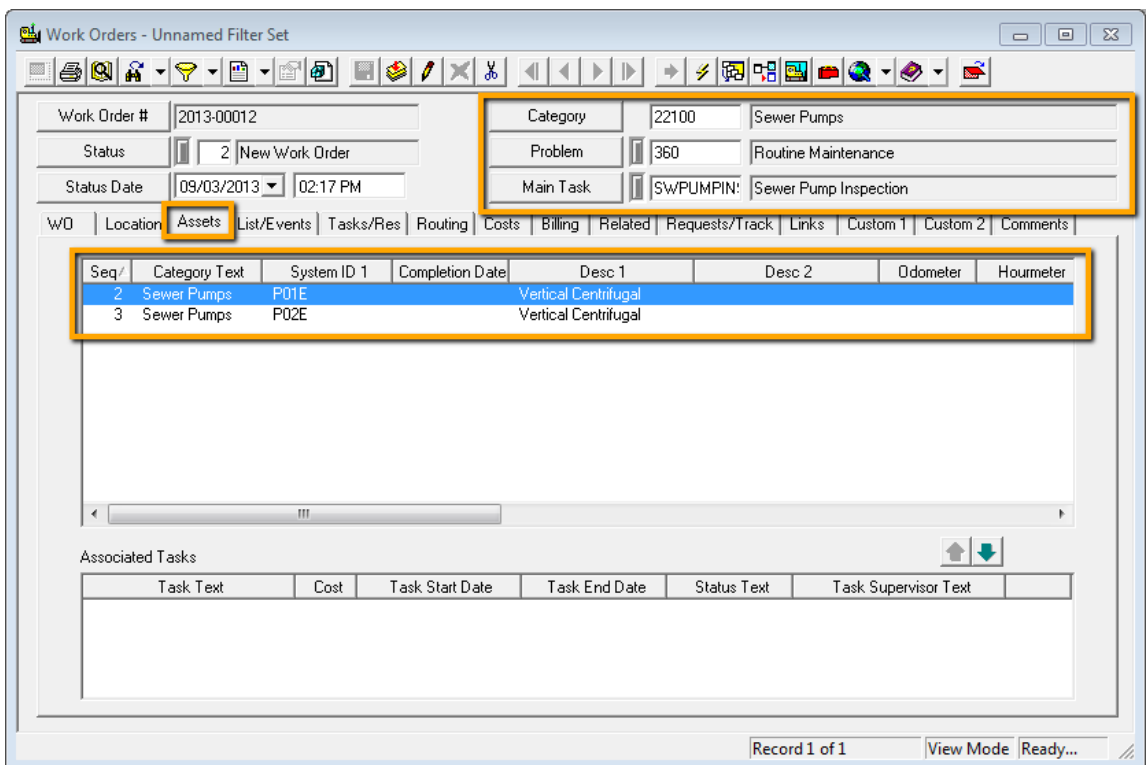 Work Orders - Unnamed Filter Set
Work Order # 2013-00012 Category 22100 Sewer Pumps
Status 2 New Work Order Problem 360 Routine Maintenance
Status Date 09/03/2013 02:17 PM Main Task SWPUMPIN Sewer Pump Inspection
WO Location Assets List/Events Tasks/Res Routing Costs Billing Related Requests/Track Links Custom 1 Custom 2 Comments
Seq Category Text System ID 1 Completion Date Desc 1 Desc 2 Odometer Hourmeter
2 Sewer Pumps P01E Vertical Centrifugal
3 Sewer Pumps P02E Vertical Centrifugal
Associated Tasks
Task Text Cost Task Start Date Task End Date Status Text Task Supervisor Text
Record 1 of 1 View Mode Ready...